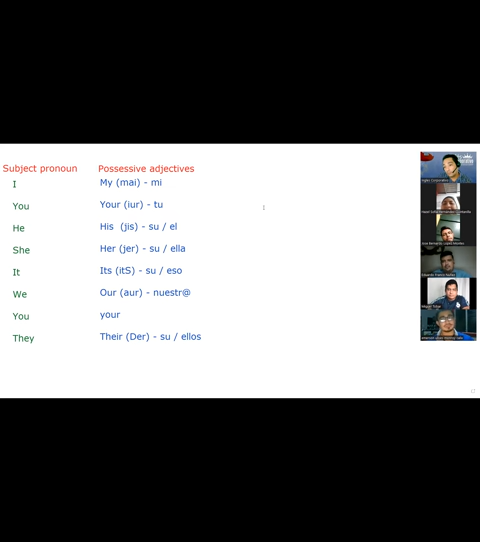 Subject pronoun Possessive adjectives
I My (mai) - mi
You Your (iur) - tu
He His (jis) - su / el
She Her (jer) - su / ella
It Its (itS) - su / eso
We Our (aur) - nuestr@
You your
They Their (Der) - su / ellos